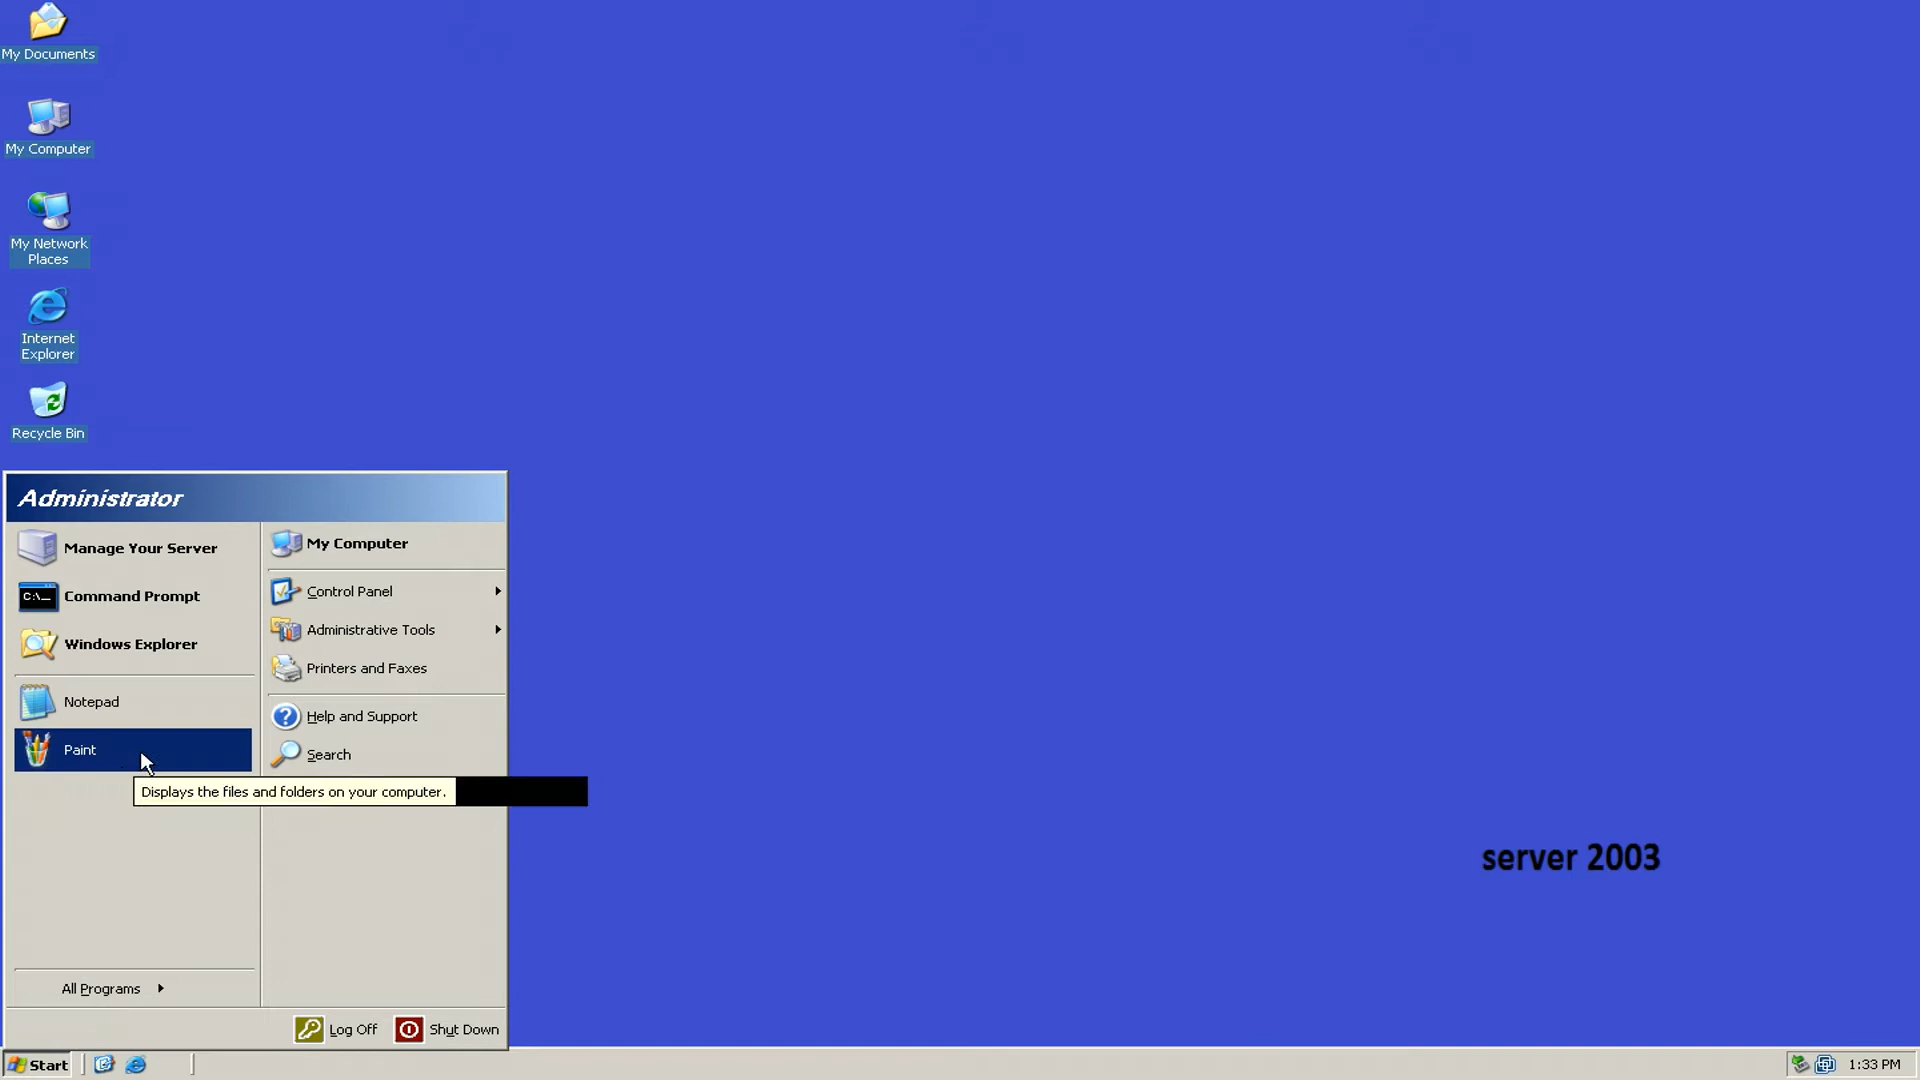 My Documents
My Computer
My Network
Places
Internet
Explorer
Recycle Bin
Administrator
Manage Your Server
Command Prompt
Windows Explorer
Notepad
Paint
All Programs
My Computer
Control Panel
Administrative Tools
Printers and Faxes
Help and Support
Search
Displays the files and folders on your computer.
Log Off
Shut Down
server 2003
Start
1:33 PM